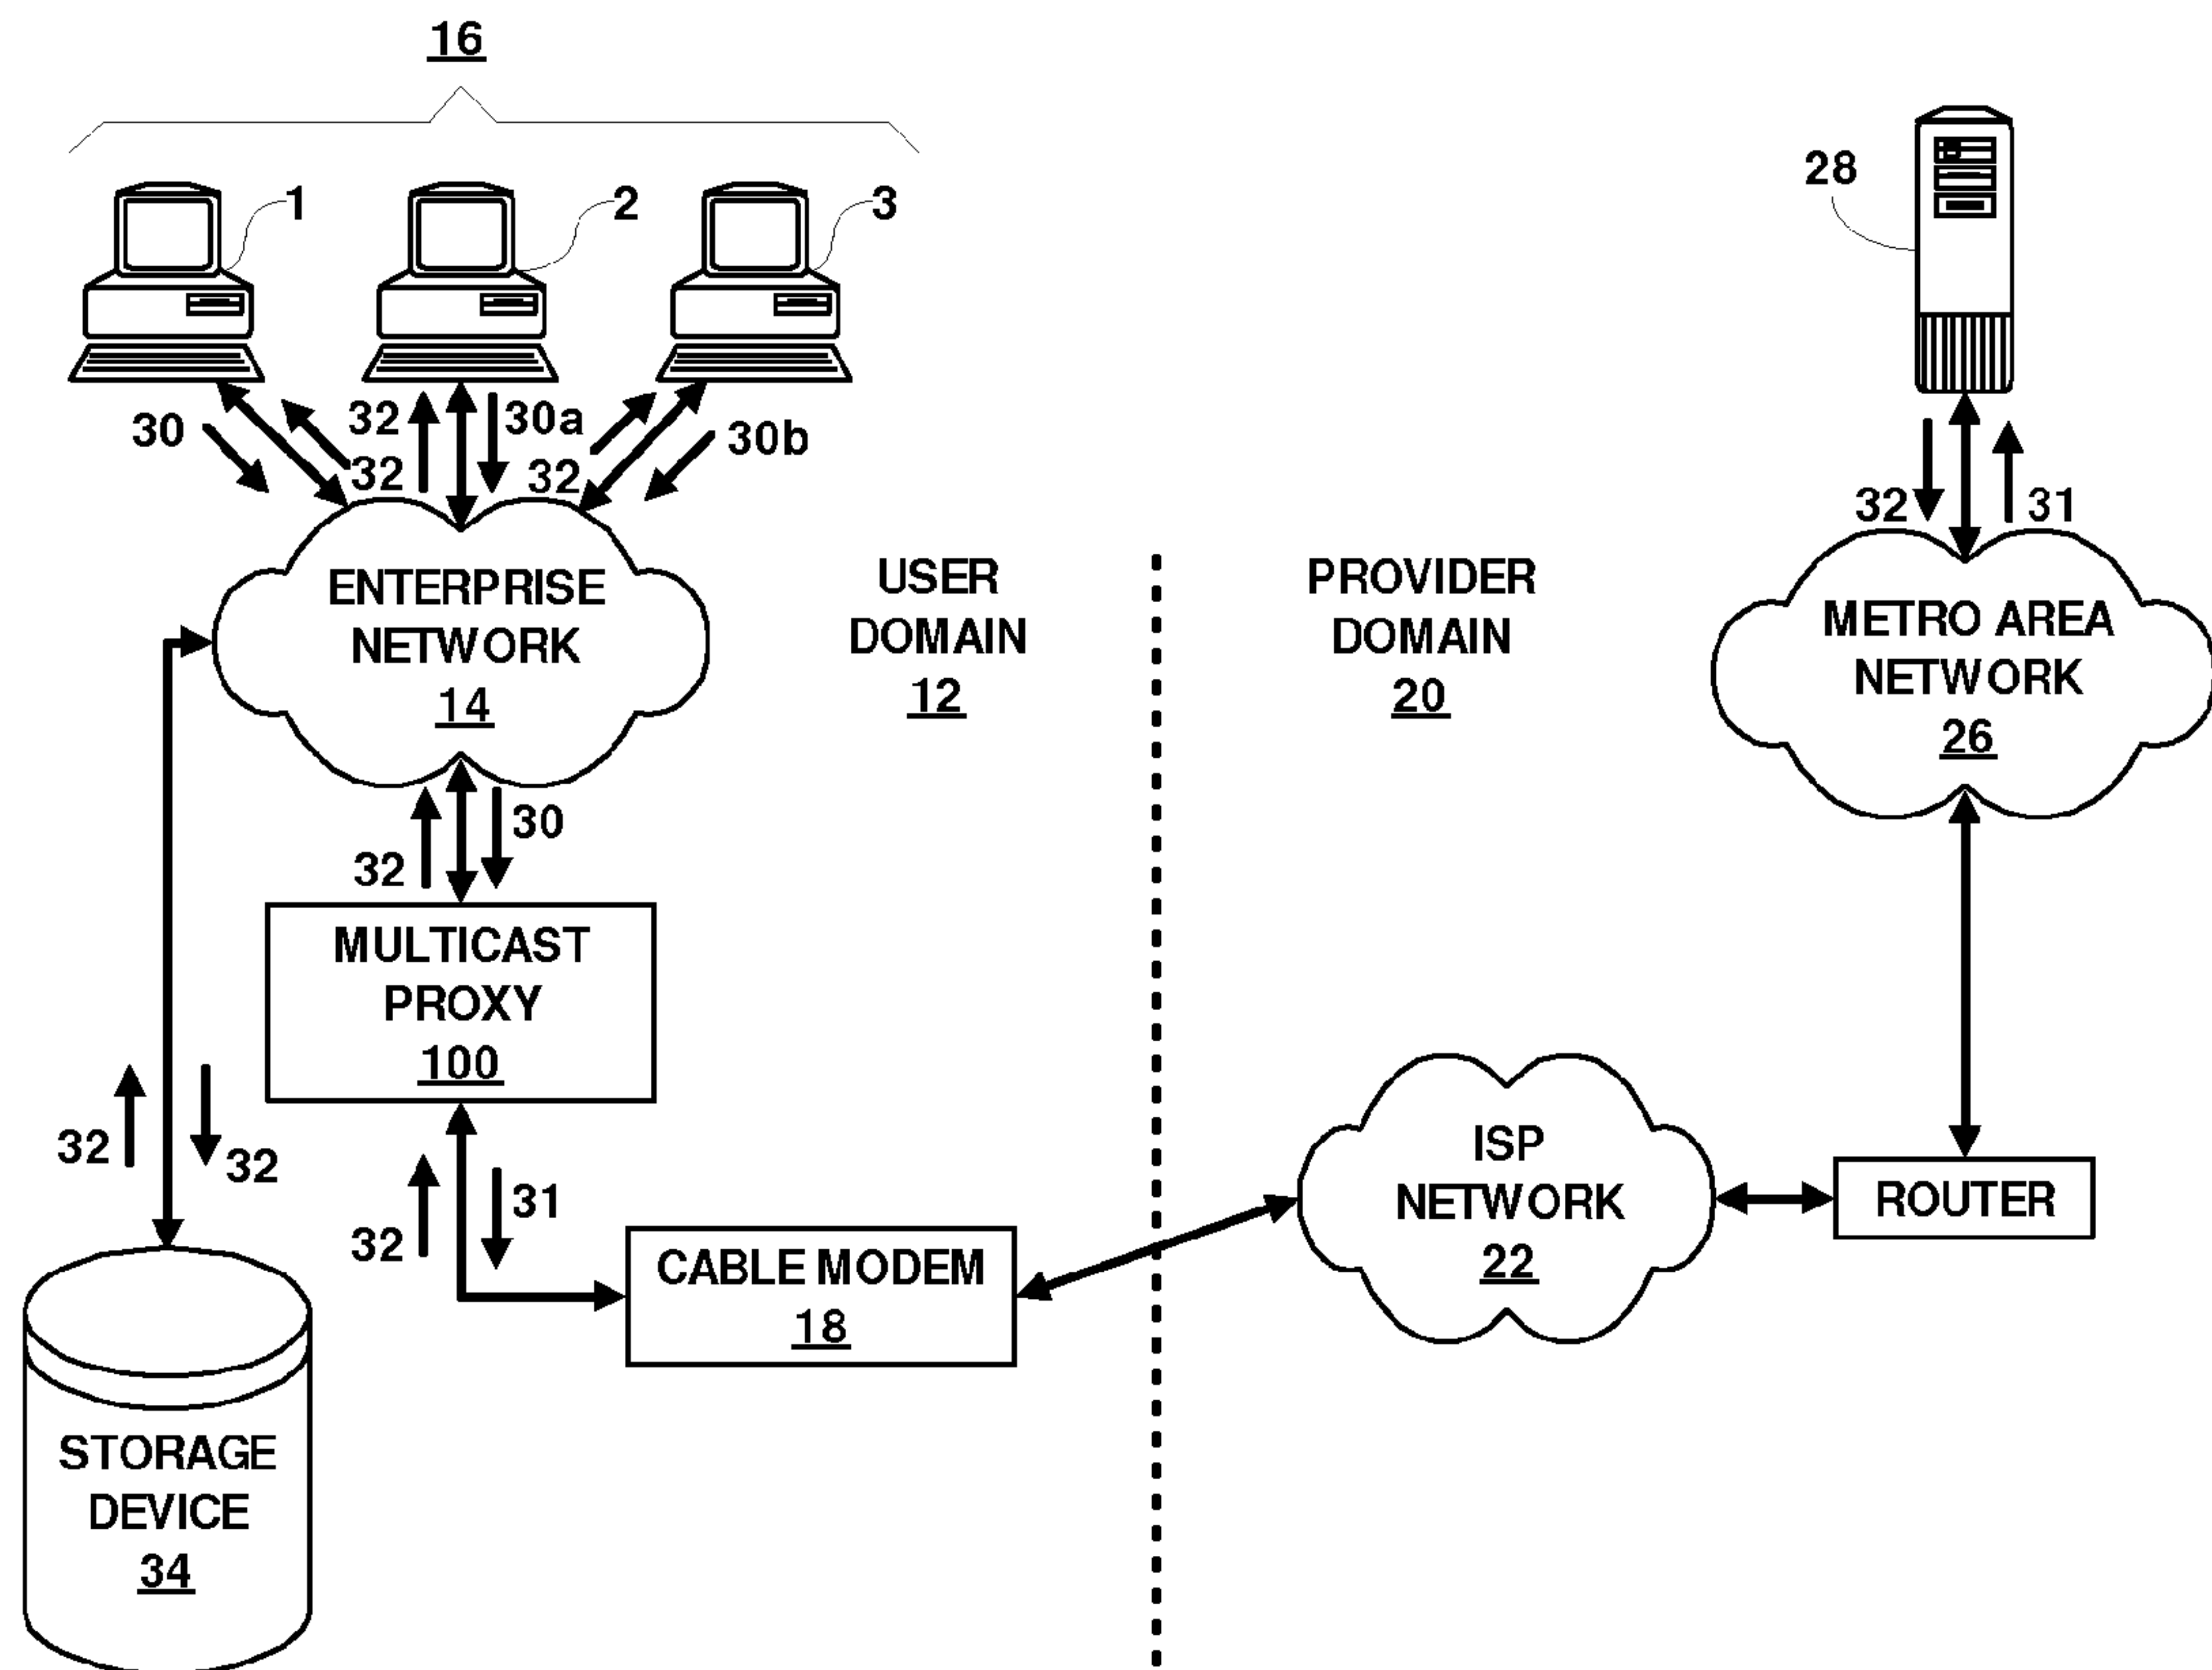 16
1
2
3
28
30
32
32
30a
32
30b
32
31
ENTERPRISE
NETWORK
14
USER
DOMAIN
12
PROVIDER
DOMAIN
20
METRO AREA
NETWORK
26
32
30
MULTICAST
PROXY
100
32
32
32
31
CABLE MODEM
18
ISP
NETWORK
22
ROUTER
STORAGE
DEVICE
34